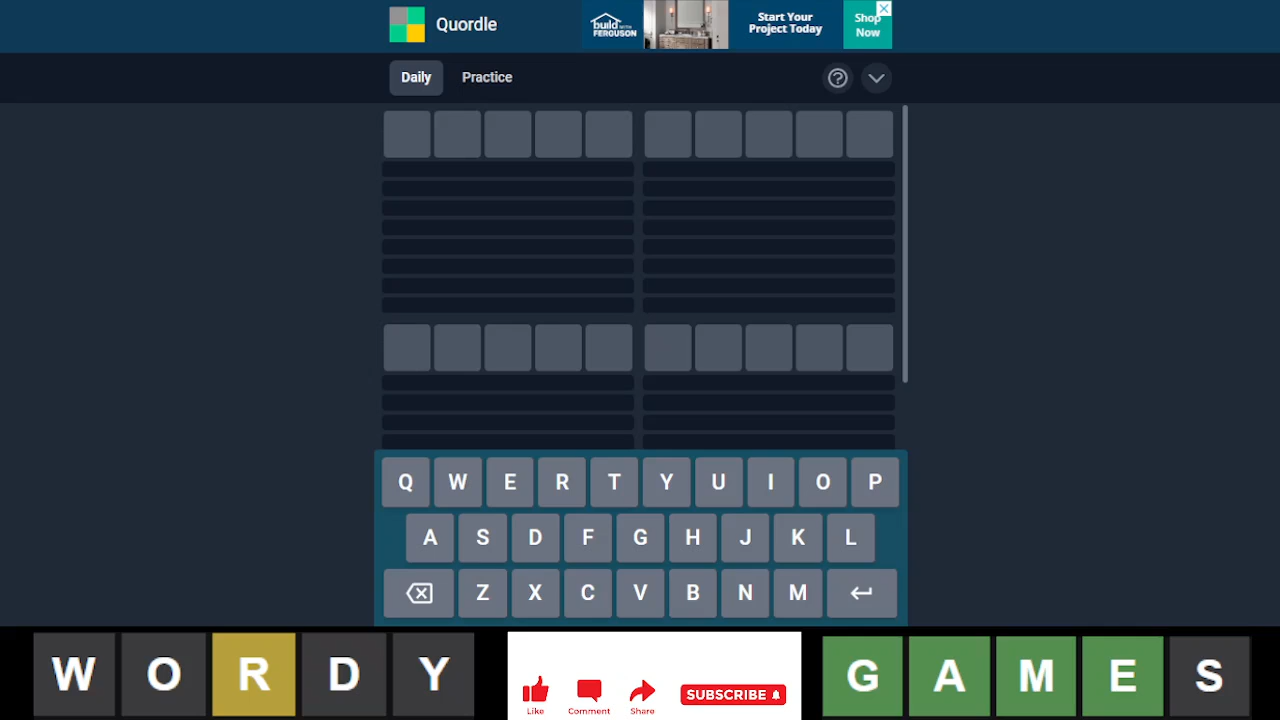 Quordle
build WITH FERGUSON
Start Your
Project Today
Shop
Now
Daily Practice
Q W E R T Y U I O P
A S D F G H J K L
Z X C V B N M
W O R D Y
Like Comment Share SUBSCRIBE
G A M E S